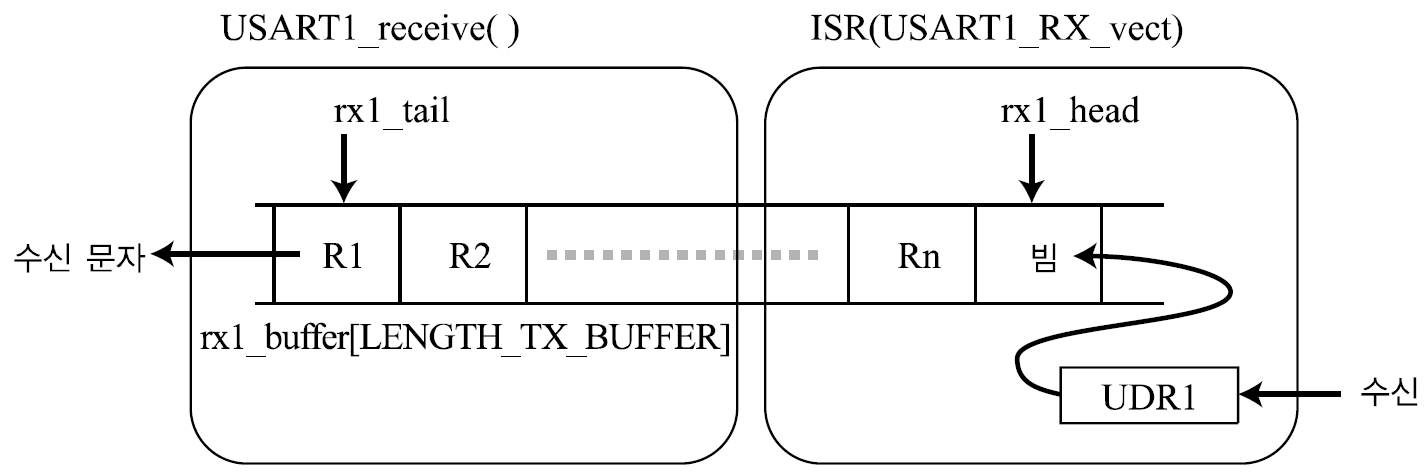 USART1_receive( )
ISR(USART1_RX_vect)
rx1_tail
rx1_head
수신 문자
R1
R2
Rn
빔
rx1_buffer[LENGTH_TX_BUFFER]
UDR1
수신